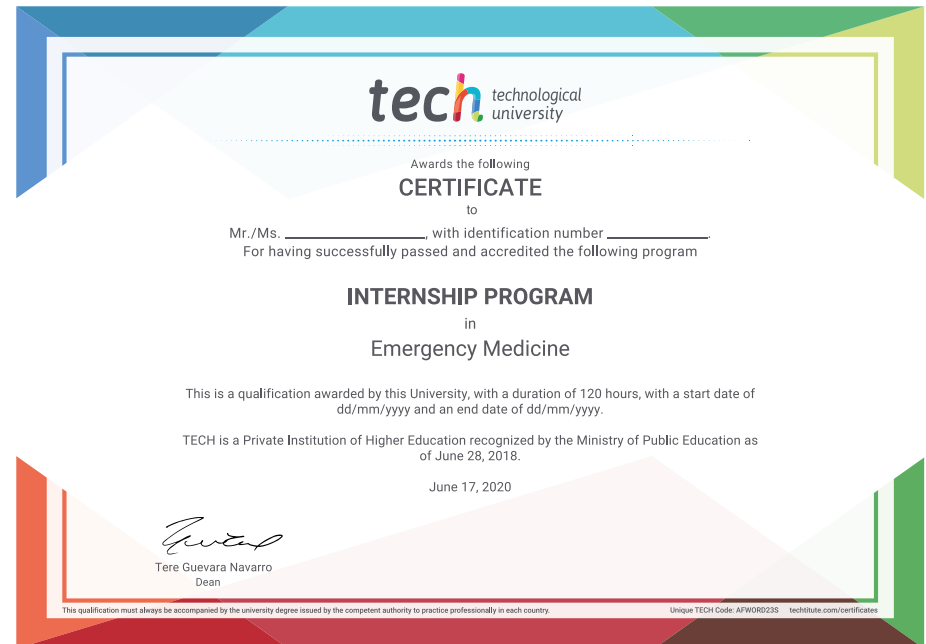 tech technological
university
Awards the following
CERTIFICATE
to
Mr./Ms. ____________________, with identification number ______________.
For having successfully passed and accredited the following program
INTERNSHIP PROGRAM
in
Emergency Medicine
This is a qualification awarded by this University, with a duration of 120 hours, with a start date of
dd/mm/yyyy and an end date of dd/mm/yyyy.
TECH is a Private Institution of Higher Education recognized by the Ministry of Public Education as
of June 28, 2018.
June 17, 2020
Tere Guevara Navarro
Dean
This qualification must always be accompanied by the university degree issued by the competent authority to practice professionally in each country.
Unique TECH Code: AFWORD23S techtitute.com/certificates